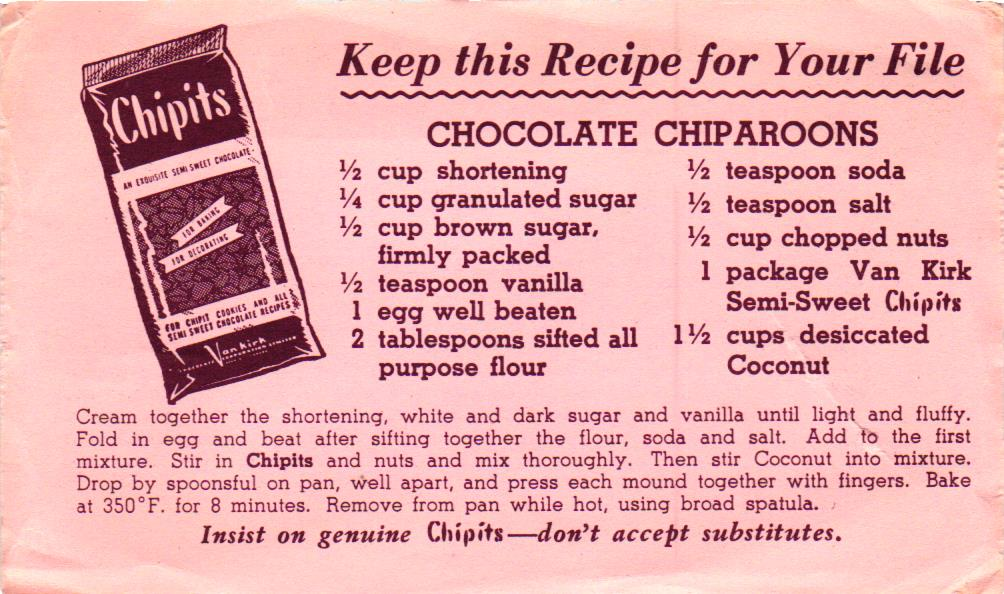 Keep this Recipe for Your File
Chipits
AN EXQUISITE SEMI SWEET CHOCOLATE
FOR BAKING
FOR DECORATING
FOR CHIPIT COOKIES AND ALL
SEMI SWEET CHOCOLATE RECIPES
Van Kirk
CHOCOLATE CORPORATION LIMITED
CHOCOLATE CHIPAROONS
½ cup shortening
¼ cup granulated sugar
½ cup brown sugar,
firmly packed
½ teaspoon vanilla
1 egg well beaten
2 tablespoons sifted all
purpose flour
½ teaspoon soda
½ teaspoon salt
½ cup chopped nuts
1 package Van Kirk
Semi-Sweet Chipits
1½ cups desiccated
Coconut
Cream together the shortening, white and dark sugar and vanilla until light and fluffy.
Fold in egg and beat after sifting together the flour, soda and salt. Add to the first
mixture. Stir in Chipits and nuts and mix thoroughly. Then stir Coconut into mixture.
Drop by spoonsful on pan, well apart, and press each mound together with fingers. Bake
at 350°F. for 8 minutes. Remove from pan while hot, using broad spatula.
Insist on genuine Chipits—don't accept substitutes.